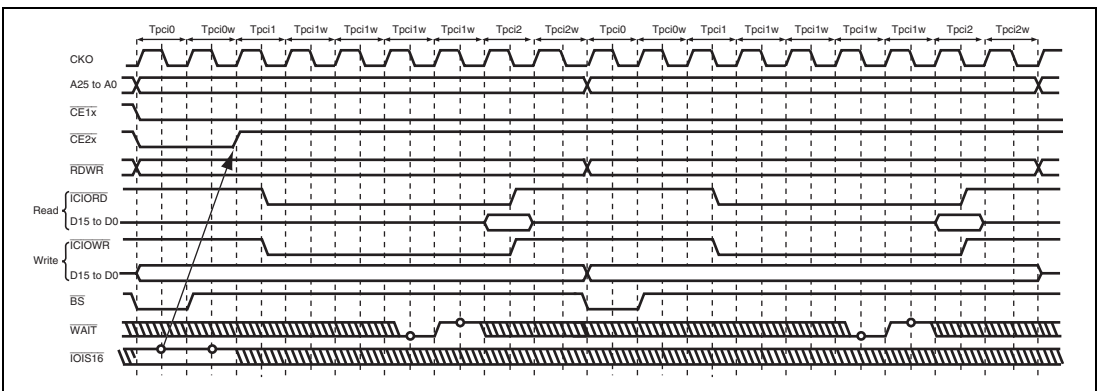 Tpci0 Tpci0w Tpci1 Tpci1w Tpci1w Tpci1w Tpci1w Tpci2 Tpci2w Tpci0 Tpci0w Tpci1 Tpci1w Tpci1w Tpci1w Tpci1w Tpci2 Tpci2w
CKO
A25 to A0
CE1x
CE2x
RDWR
ICIORD
Read
D15 to D0
ICIOWR
Write
D15 to D0
BS
WAIT
IOIS16